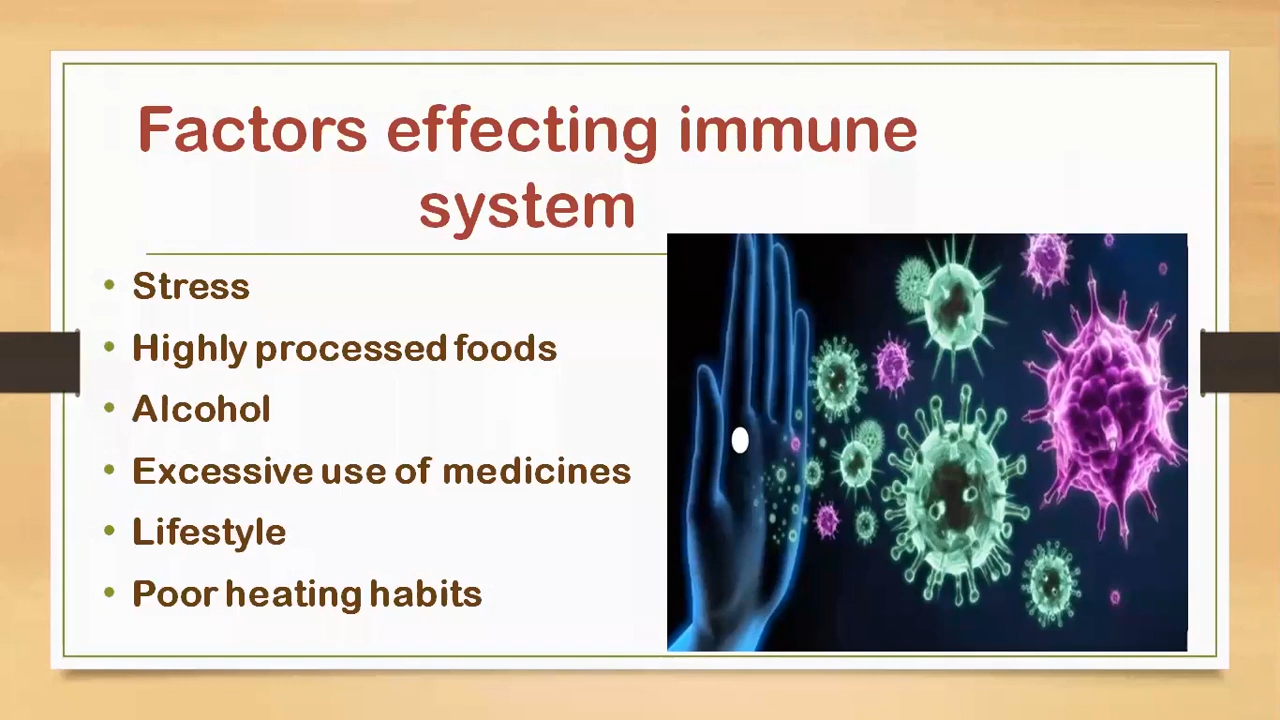 Factors effecting immune
system
• Stress
• Highly processed foods
• Alcohol
• Excessive use of medicines
• Lifestyle
• Poor heating habits